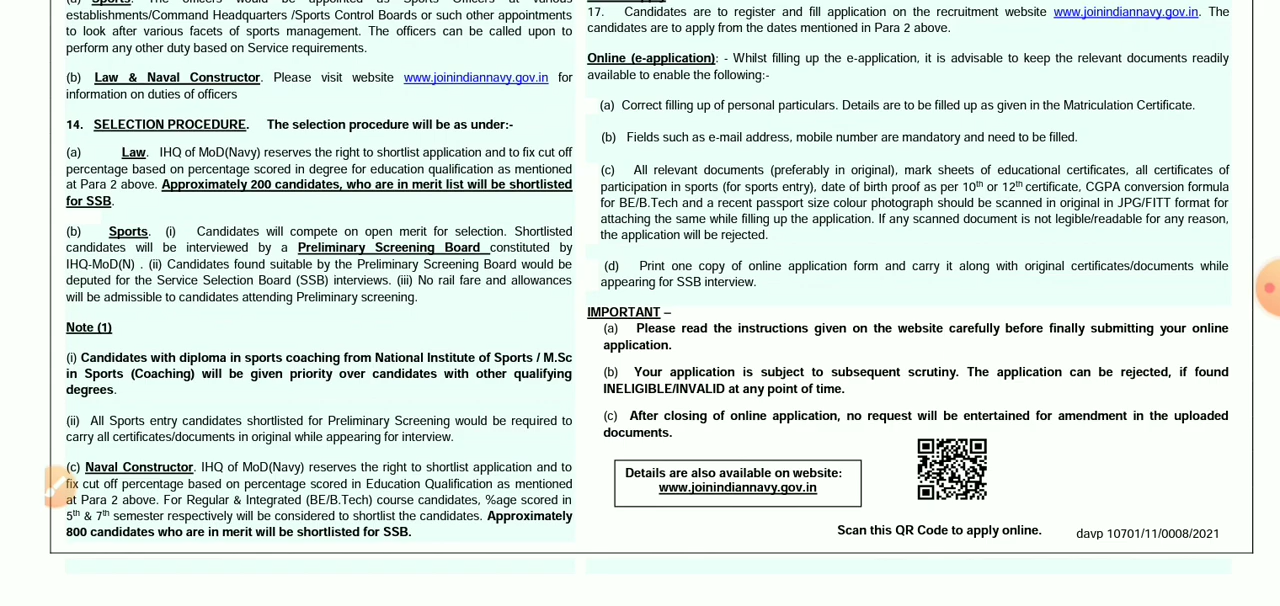 (a) Sports. The officers would be appointed as Sports Officers at various
establishments/Command Headquarters /Sports Control Boards or such other appointments
to look after various facets of sports management. The officers can be called upon to
perform any other duty based on Service requirements.
(b) Law & Naval Constructor. Please visit website www.joinindiannavy.gov.in for
information on duties of officers
14. SELECTION PROCEDURE. The selection procedure will be as under:-
(a) Law. IHQ of MoD(Navy) reserves the right to shortlist application and to fix cut off
percentage based on percentage scored in degree for education qualification as mentioned
at Para 2 above. Approximately 200 candidates, who are in merit list will be shortlisted
for SSB.
(b) Sports. (i) Candidates will compete on open merit for selection. Shortlisted
candidates will be interviewed by a Preliminary Screening Board constituted by
IHQ-MoD(N) . (ii) Candidates found suitable by the Preliminary Screening Board would be
deputed for the Service Selection Board (SSB) interviews. (iii) No rail fare and allowances
will be admissible to candidates attending Preliminary screening.
Note (1)
(i) Candidates with diploma in sports coaching from National Institute of Sports / M.Sc
in Sports (Coaching) will be given priority over candidates with other qualifying
degrees.
(ii) All Sports entry candidates shortlisted for Preliminary Screening would be required to
carry all certificates/documents in original while appearing for interview.
(c) Naval Constructor. IHQ of MoD(Navy) reserves the right to shortlist application and to
fix cut off percentage based on percentage scored in Education Qualification as mentioned
at Para 2 above. For Regular & Integrated (BE/B.Tech) course candidates, %age scored in
5th & 7th semester respectively will be considered to shortlist the candidates. Approximately
800 candidates who are in merit will be shortlisted for SSB.
17. Candidates are to register and fill application on the recruitment website www.joinindiannavy.gov.in. The
candidates are to apply from the dates mentioned in Para 2 above.
Online (e-application): - Whilst filling up the e-application, it is advisable to keep the relevant documents readily
available to enable the following:-
(a) Correct filling up of personal particulars. Details are to be filled up as given in the Matriculation Certificate.
(b) Fields such as e-mail address, mobile number are mandatory and need to be filled.
(c) All relevant documents (preferably in original), mark sheets of educational certificates, all certificates of
participation in sports (for sports entry), date of birth proof as per 10th or 12th certificate, CGPA conversion formula
for BE/B.Tech and a recent passport size colour photograph should be scanned in original in JPG/FITT format for
attaching the same while filling up the application. If any scanned document is not legible/readable for any reason,
the application will be rejected.
(d) Print one copy of online application form and carry it along with original certificates/documents while
appearing for SSB interview.
IMPORTANT –
(a) Please read the instructions given on the website carefully before finally submitting your online
application.
(b) Your application is subject to subsequent scrutiny. The application can be rejected, if found
INELIGIBLE/INVALID at any point of time.
(c) After closing of online application, no request will be entertained for amendment in the uploaded
documents.
Details are also available on website:
www.joinindiannavy.gov.in
Scan this QR Code to apply online.
davp 10701/11/0008/2021